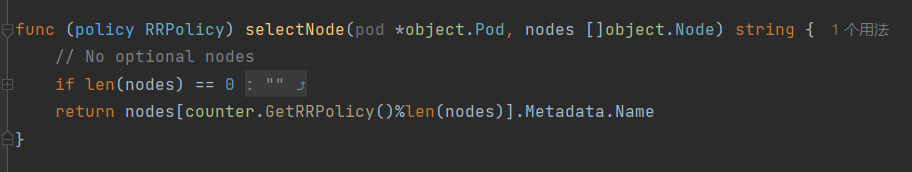 func (policy RRPolicy) selectNode(pod *object.Pod, nodes []object.Node) string {  1 个用法
    // No optional nodes
    if len(nodes) == 0 : "" ⤴
    return nodes[counter.GetRRPolicy()%len(nodes)].Metadata.Name
}